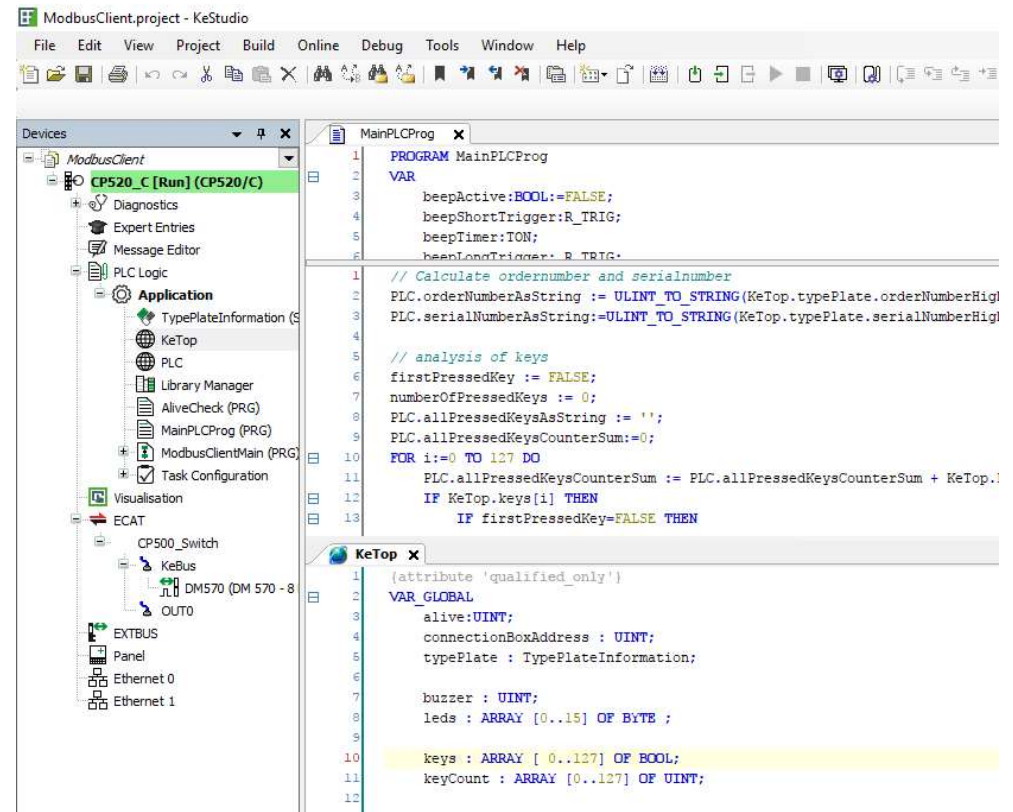 ModbusClient.project - KeStudio
File Edit View Project Build Online Debug Tools Window Help
Devices
ModbusClient
CP520_C [Run] (CP520/C)
Diagnostics
Expert Entries
Message Editor
PLC Logic
Application
TypePlateInformation (S
KeTop
PLC
Library Manager
AliveCheck (PRG)
MainPLCProg (PRG)
ModbusClientMain (PRG)
Task Configuration
Visualisation
ECAT
CP500_Switch
KeBus
DM570 (DM 570 - 8
OUT0
EXTBUS
Panel
Ethernet 0
Ethernet 1
MainPLCProg
1 PROGRAM MainPLCProg
2 VAR
3 beepActive:BOOL:=FALSE;
4 beepShortTrigger:R_TRIG;
5 beepTimer:TON;
6 beepLongTrigger: R_TRIG;
1 // Calculate ordernumber and serialnumber
2 PLC.orderNumberAsString := ULINT_TO_STRING(KeTop.typePlate.orderNumberHigh
3 PLC.serialNumberAsString:=ULINT_TO_STRING(KeTop.typePlate.serialNumberHigh
4
5 // analysis of keys
6 firstPressedKey := FALSE;
7 numberOfPressedKeys := 0;
8 PLC.allPressedKeysAsString := '';
9 PLC.allPressedKeysCounterSum:=0;
10 FOR i:=0 TO 127 DO
11 PLC.allPressedKeysCounterSum := PLC.allPressedKeysCounterSum + KeTop.
12 IF KeTop.keys[i] THEN
13 IF firstPressedKey=FALSE THEN
KeTop
1 {attribute 'qualified_only'}
2 VAR_GLOBAL
3 alive:UINT;
4 connectionBoxAddress : UINT;
5 typePlate : TypePlateInformation;
6
7 buzzer : UINT;
8 leds : ARRAY [0..15] OF BYTE ;
9
10 keys : ARRAY [ 0..127] OF BOOL;
11 keyCount : ARRAY [0..127] OF UINT;
12